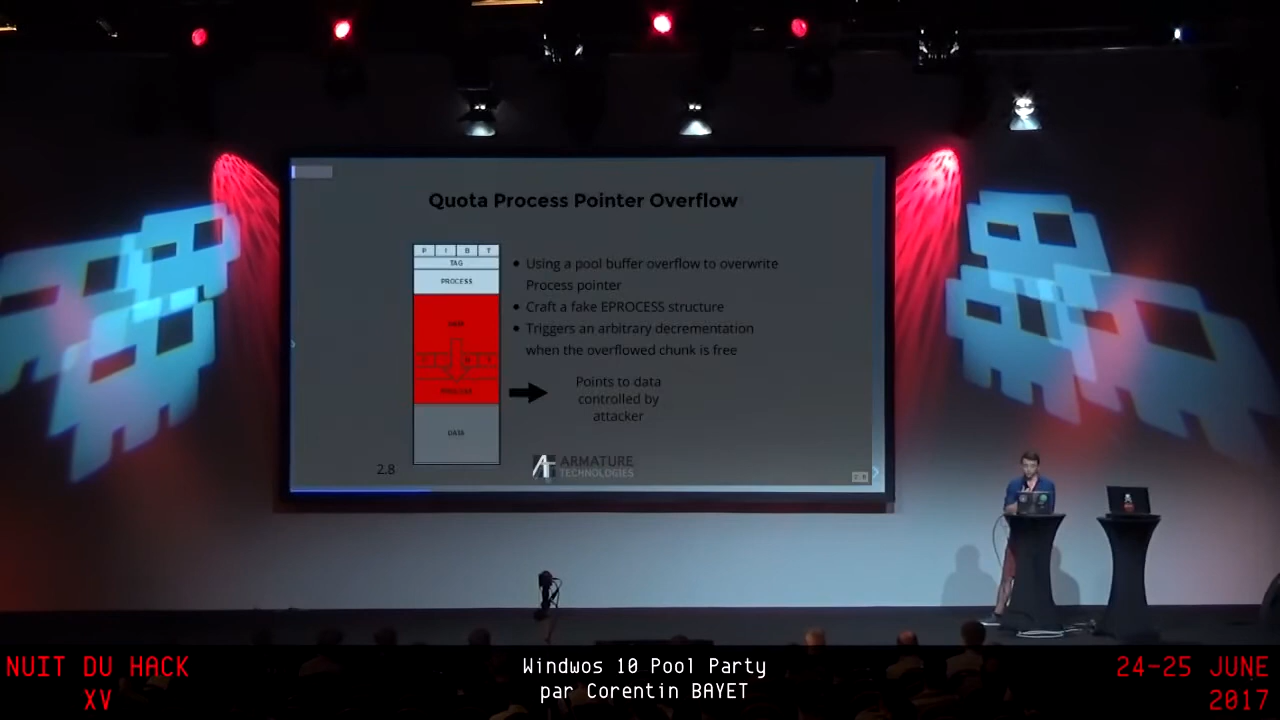 Quota Process Pointer Overflow
P I B T
TAG
PROCESS
DATA
• Using a pool buffer overflow to overwrite
Process pointer
• Craft a fake EPROCESS structure
• Triggers an arbitrary decrementation
when the overflowed chunk is free
Points to data
controlled by
attacker
2.8
ARMATURE
TECHNOLOGIES
2.8
NUIT DU HACK
XV
Windwos 10 Pool Party
par Corentin BAYET
24-25 JUNE
2017